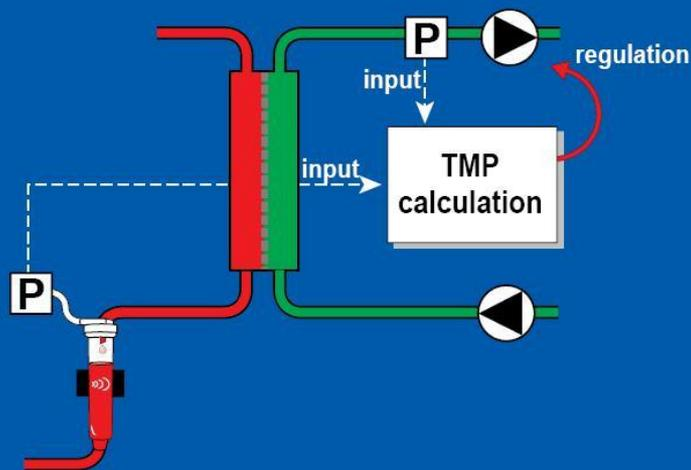 P
regulation
input
input
TMP
calculation
P